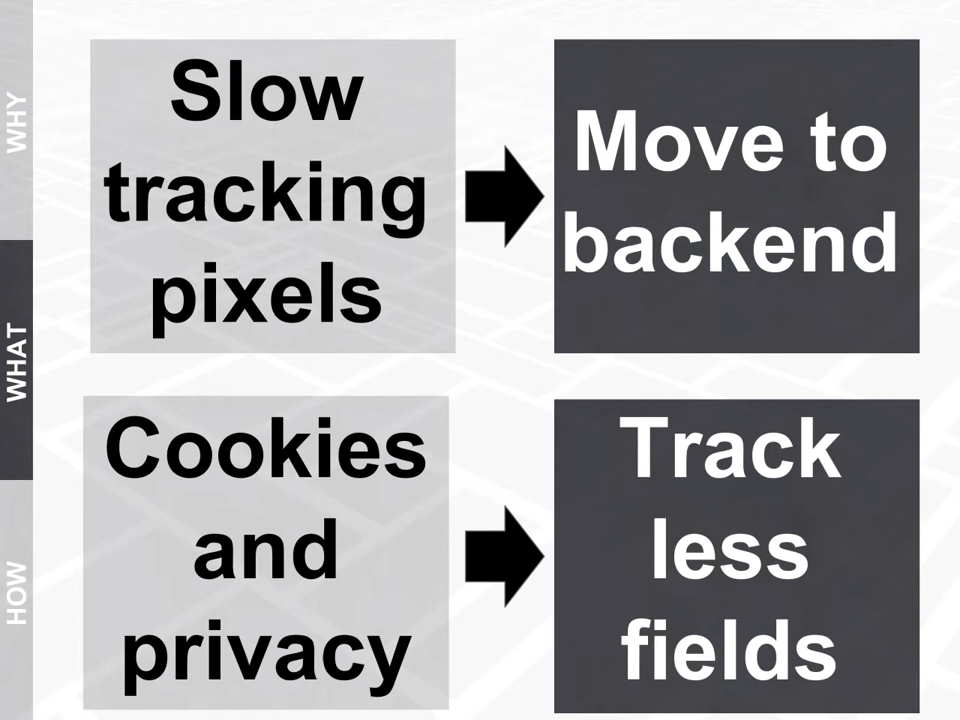 WHY
WHAT
HOW
Slow
tracking
pixels
Move to
backend
Cookies
and
privacy
Track
less
fields